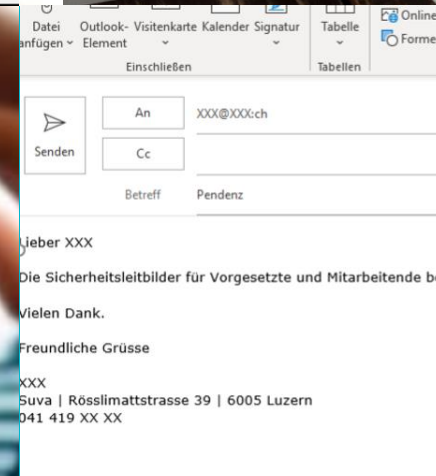 Datei Outlook- Visitenkarte Kalender Signatur Tabelle Online
anfügen Element Forme
Einschließen Tabellen
Senden
An XXX@XXX:ch
Cc
Betreff Pendenz
Lieber XXX
Die Sicherheitsleitbilder für Vorgesetzte und Mitarbeitende
Vielen Dank.
Freundliche Grüsse
XXX
Suva | Rösslimattstrasse 39 | 6005 Luzern
041 419 XX XX